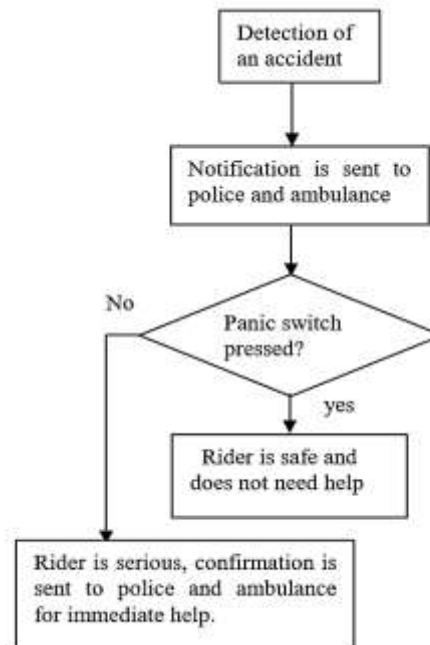 Detection of
an accident
Notification is sent to
police and ambulance
No
Panic switch
pressed?
yes
Rider is safe and
does not need help
Rider is serious, confirmation is
sent to police and ambulance
for immediate help.